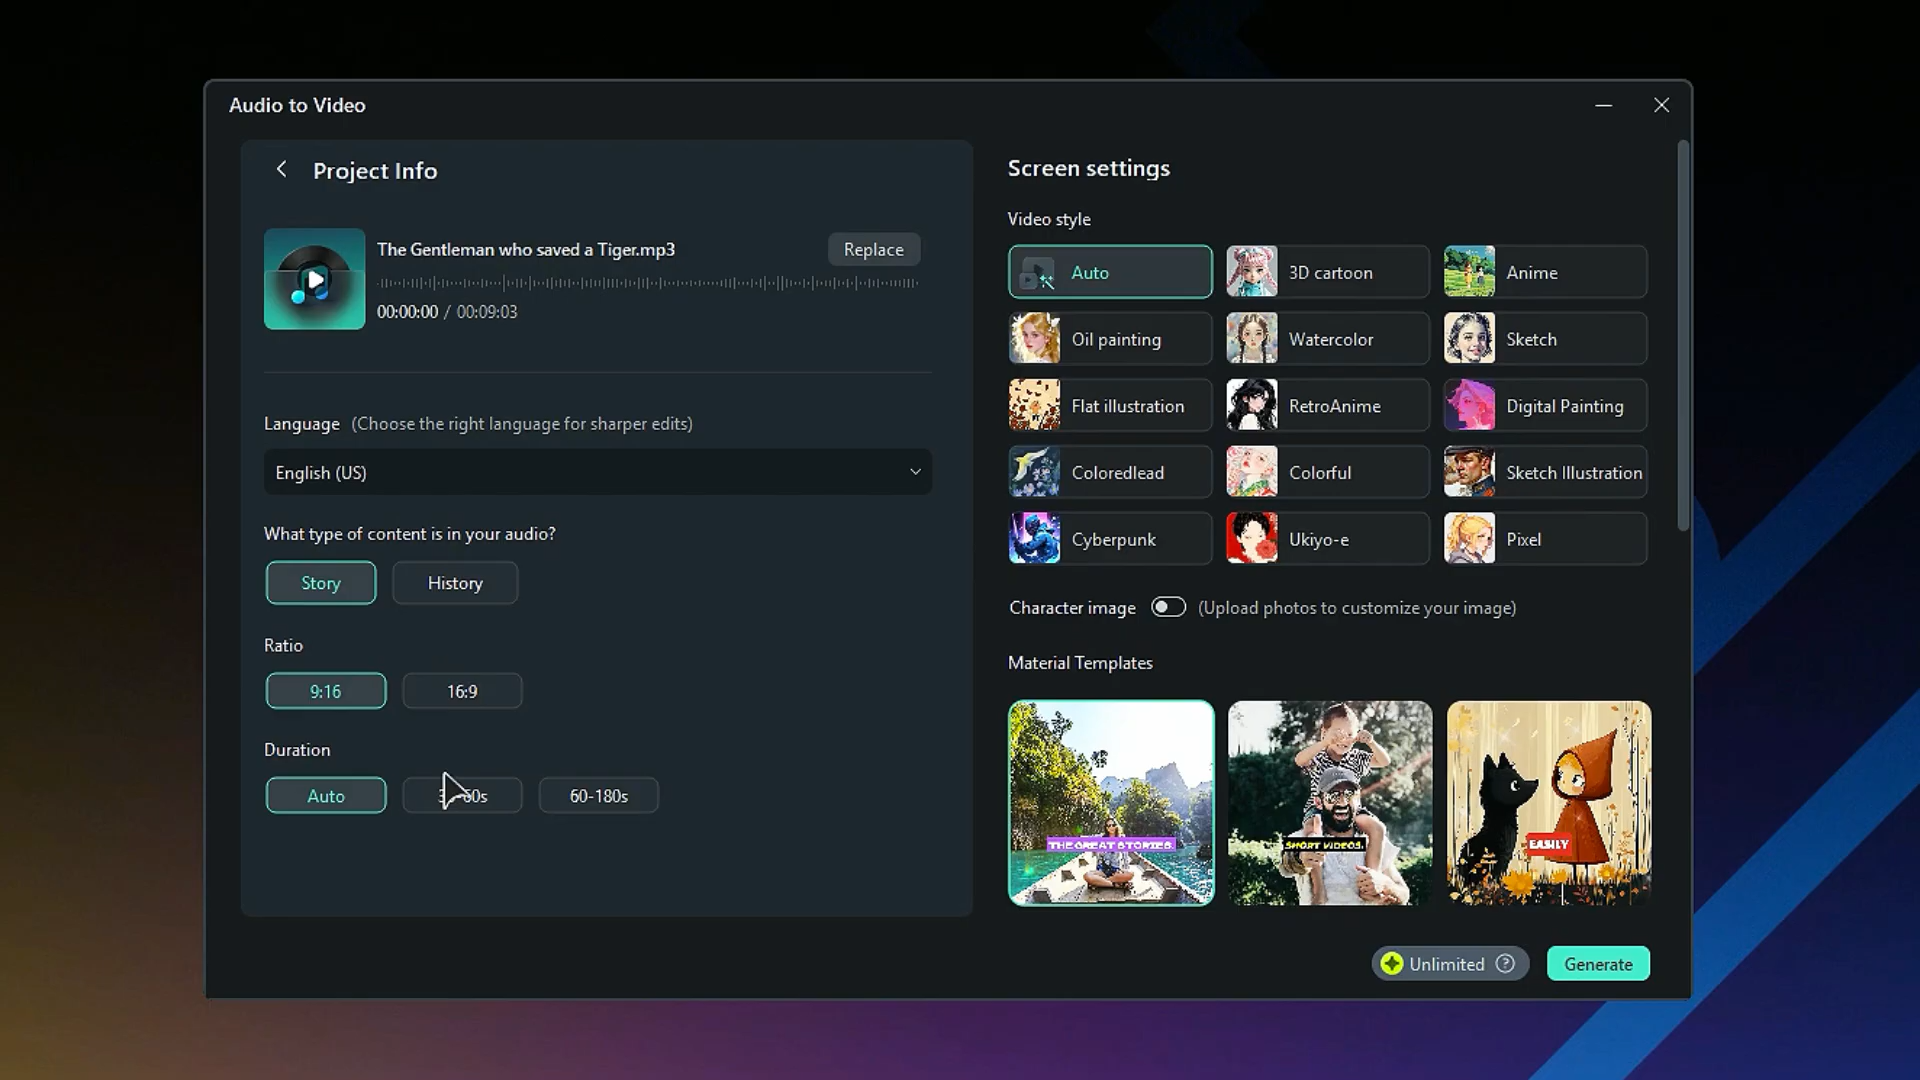 Audio to Video
Project Info
The Gentleman who saved a Tiger.mp3
Replace
00:00:00 / 00:09:03
Language (Choose the right language for sharper edits)
English (US)
What type of content is in your audio?
Story
History
Ratio
9:16
16:9
Duration
Auto
60-180s
Screen settings
Video style
Auto
3D cartoon
Anime
Oil painting
Watercolor
Sketch
Flat illustration
RetroAnime
Digital Painting
Coloredlead
Colorful
Sketch Illustration
Cyberpunk
Ukiyo-e
Pixel
Character image (Upload photos to customize your image)
Material Templates
THE GREAT STORIES.
SHORT VIDEOS.
EASILY
Unlimited
Generate